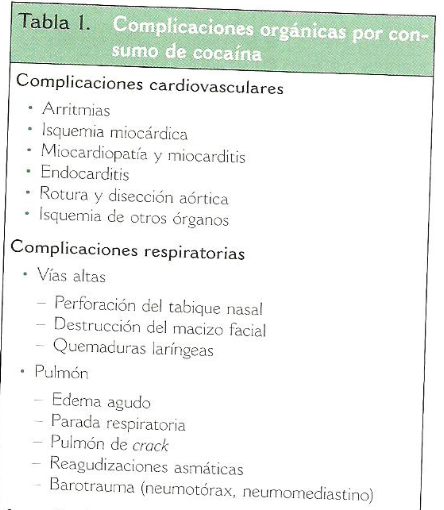 Tabla 1. Complicaciones orgánicas por con-
sumo de cocaína
Complicaciones cardiovasculares
• Arritmias
• Isquemia miocárdica
• Miocardiopatía y miocarditis
• Endocarditis
• Rotura y disección aórtica
• Isquemia de otros órganos
Complicaciones respiratorias
• Vías altas
– Perforación del tabique nasal
– Destrucción del macizo facial
– Quemaduras laríngeas
• Pulmón
– Edema agudo
– Parada respiratoria
– Pulmón de crack
– Reagudizaciones asmáticas
– Barotrauma (neumotórax, neumomediastino)